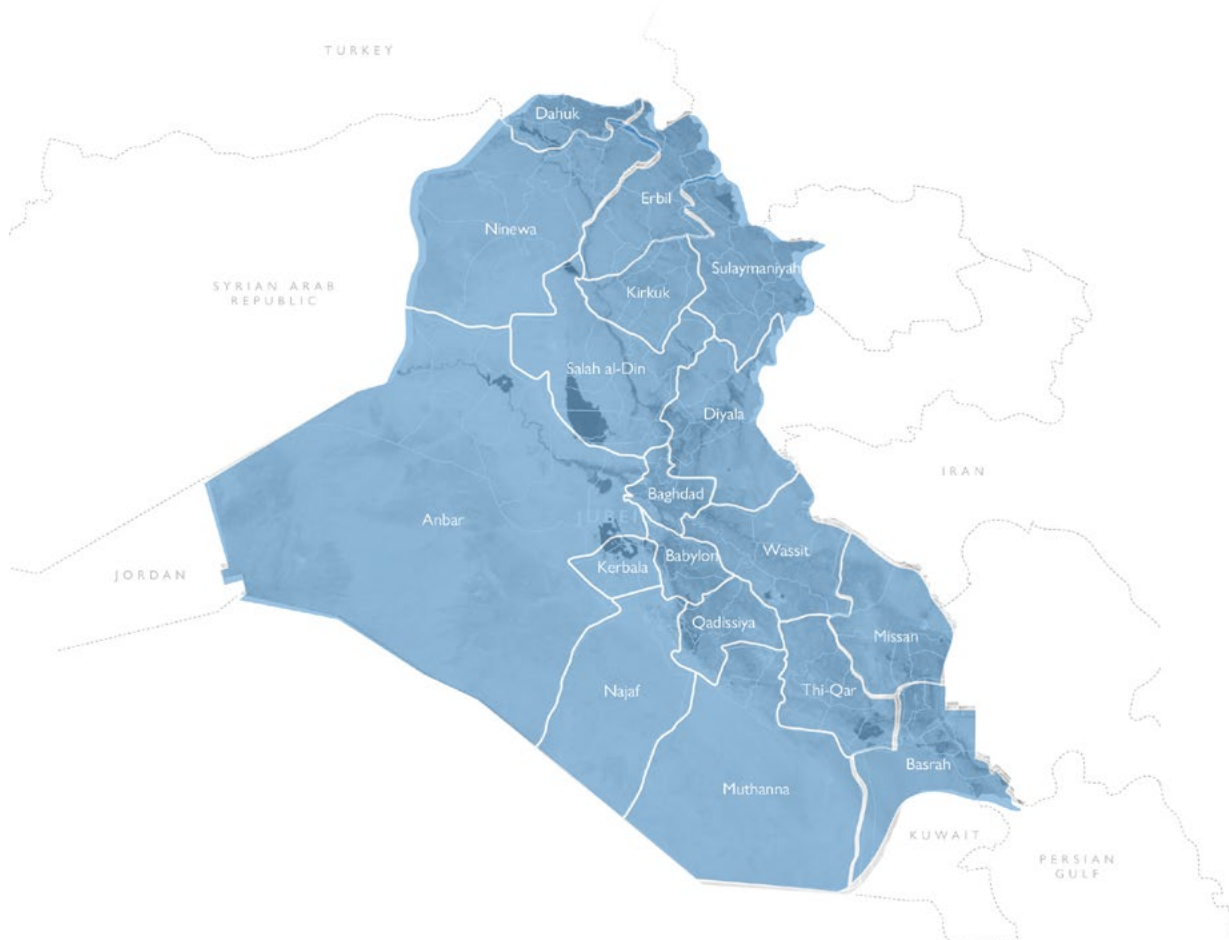 TURKEY
Dahuk
Erbil
Ninewa
Sulaymaniyah
SYRIAN ARAB
REPUBLIC
Kirkuk
Salah al-Din
Diyala
IRAN
Baghdad
Anbar
Wassit
Babylon
Kerbala
JORDAN
Qadissiya
Missan
Najaf
Thi-Qar
Basrah
Muthanna
KUWAIT
PERSIAN
GULF